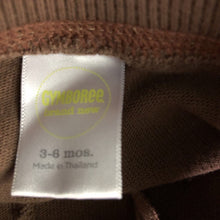 GYMBOREE
brand new
3-6 mos.
Made in Thailand